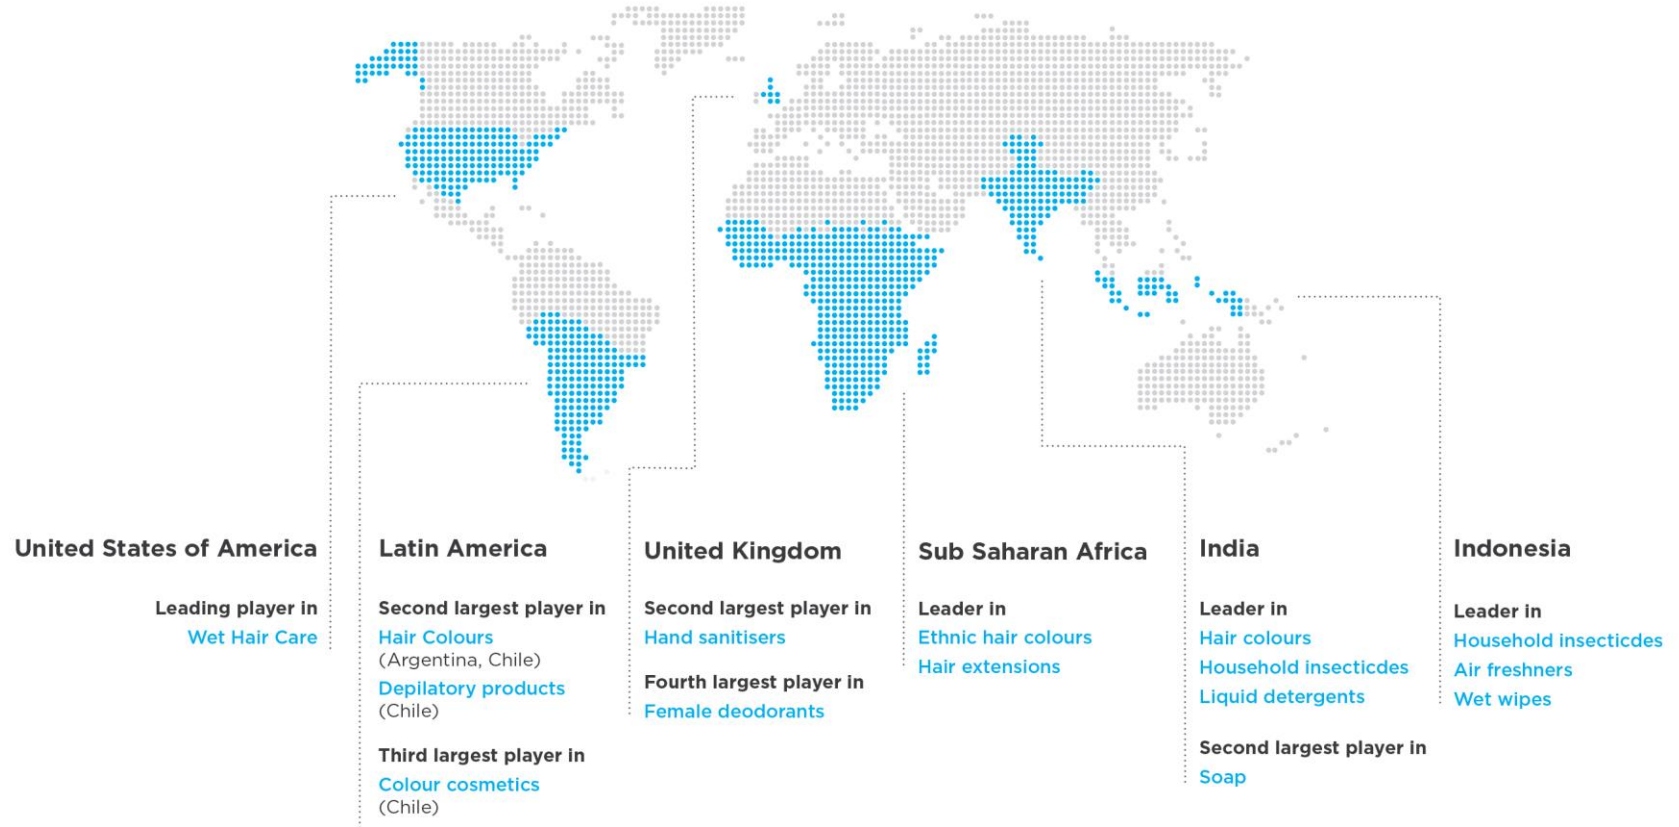 United States of America
Leading player in
Wet Hair Care
Latin America
Second largest player in
Hair Colours
(Argentina, Chile)
Depilatory products
(Chile)
Third largest player in
Colour cosmetics
(Chile)
United Kingdom
Second largest player in
Hand sanitisers
Fourth largest player in
Female deodorants
Sub Saharan Africa
Leader in
Ethnic hair colours
Hair extensions
India
Leader in
Hair colours
Household insecticdes
Liquid detergents
Second largest player in
Soap
Indonesia
Leader in
Household insecticdes
Air freshners
Wet wipes